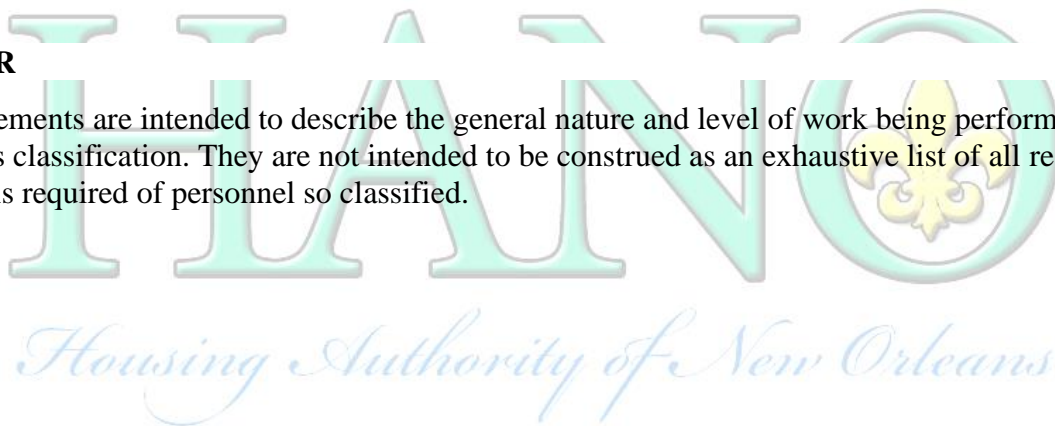 R
ements are intended to describe the general nature and level of work being perform
s classification. They are not intended to be construed as an exhaustive list of all re
s required of personnel so classified.
HANO
Housing Authority of New Orleans